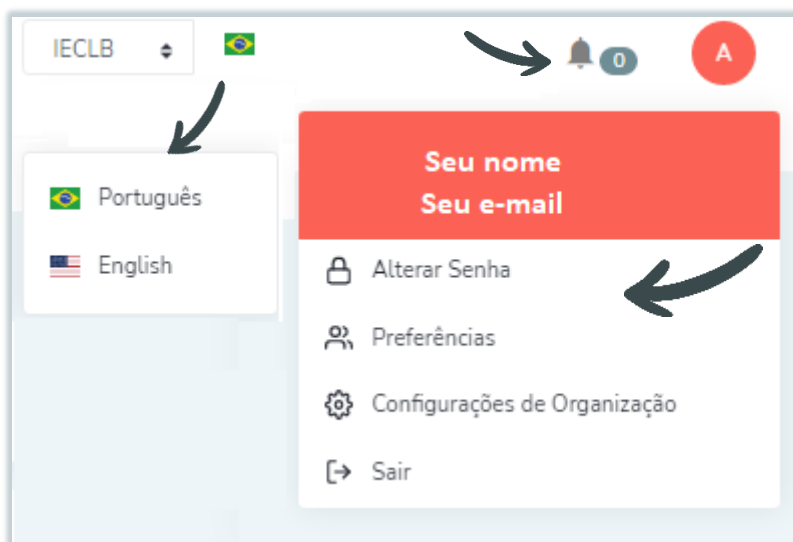 IECLB
0
A
Português
English
Seu nome
Seu e-mail
Alterar Senha
Preferências
Configurações de Organização
Sair